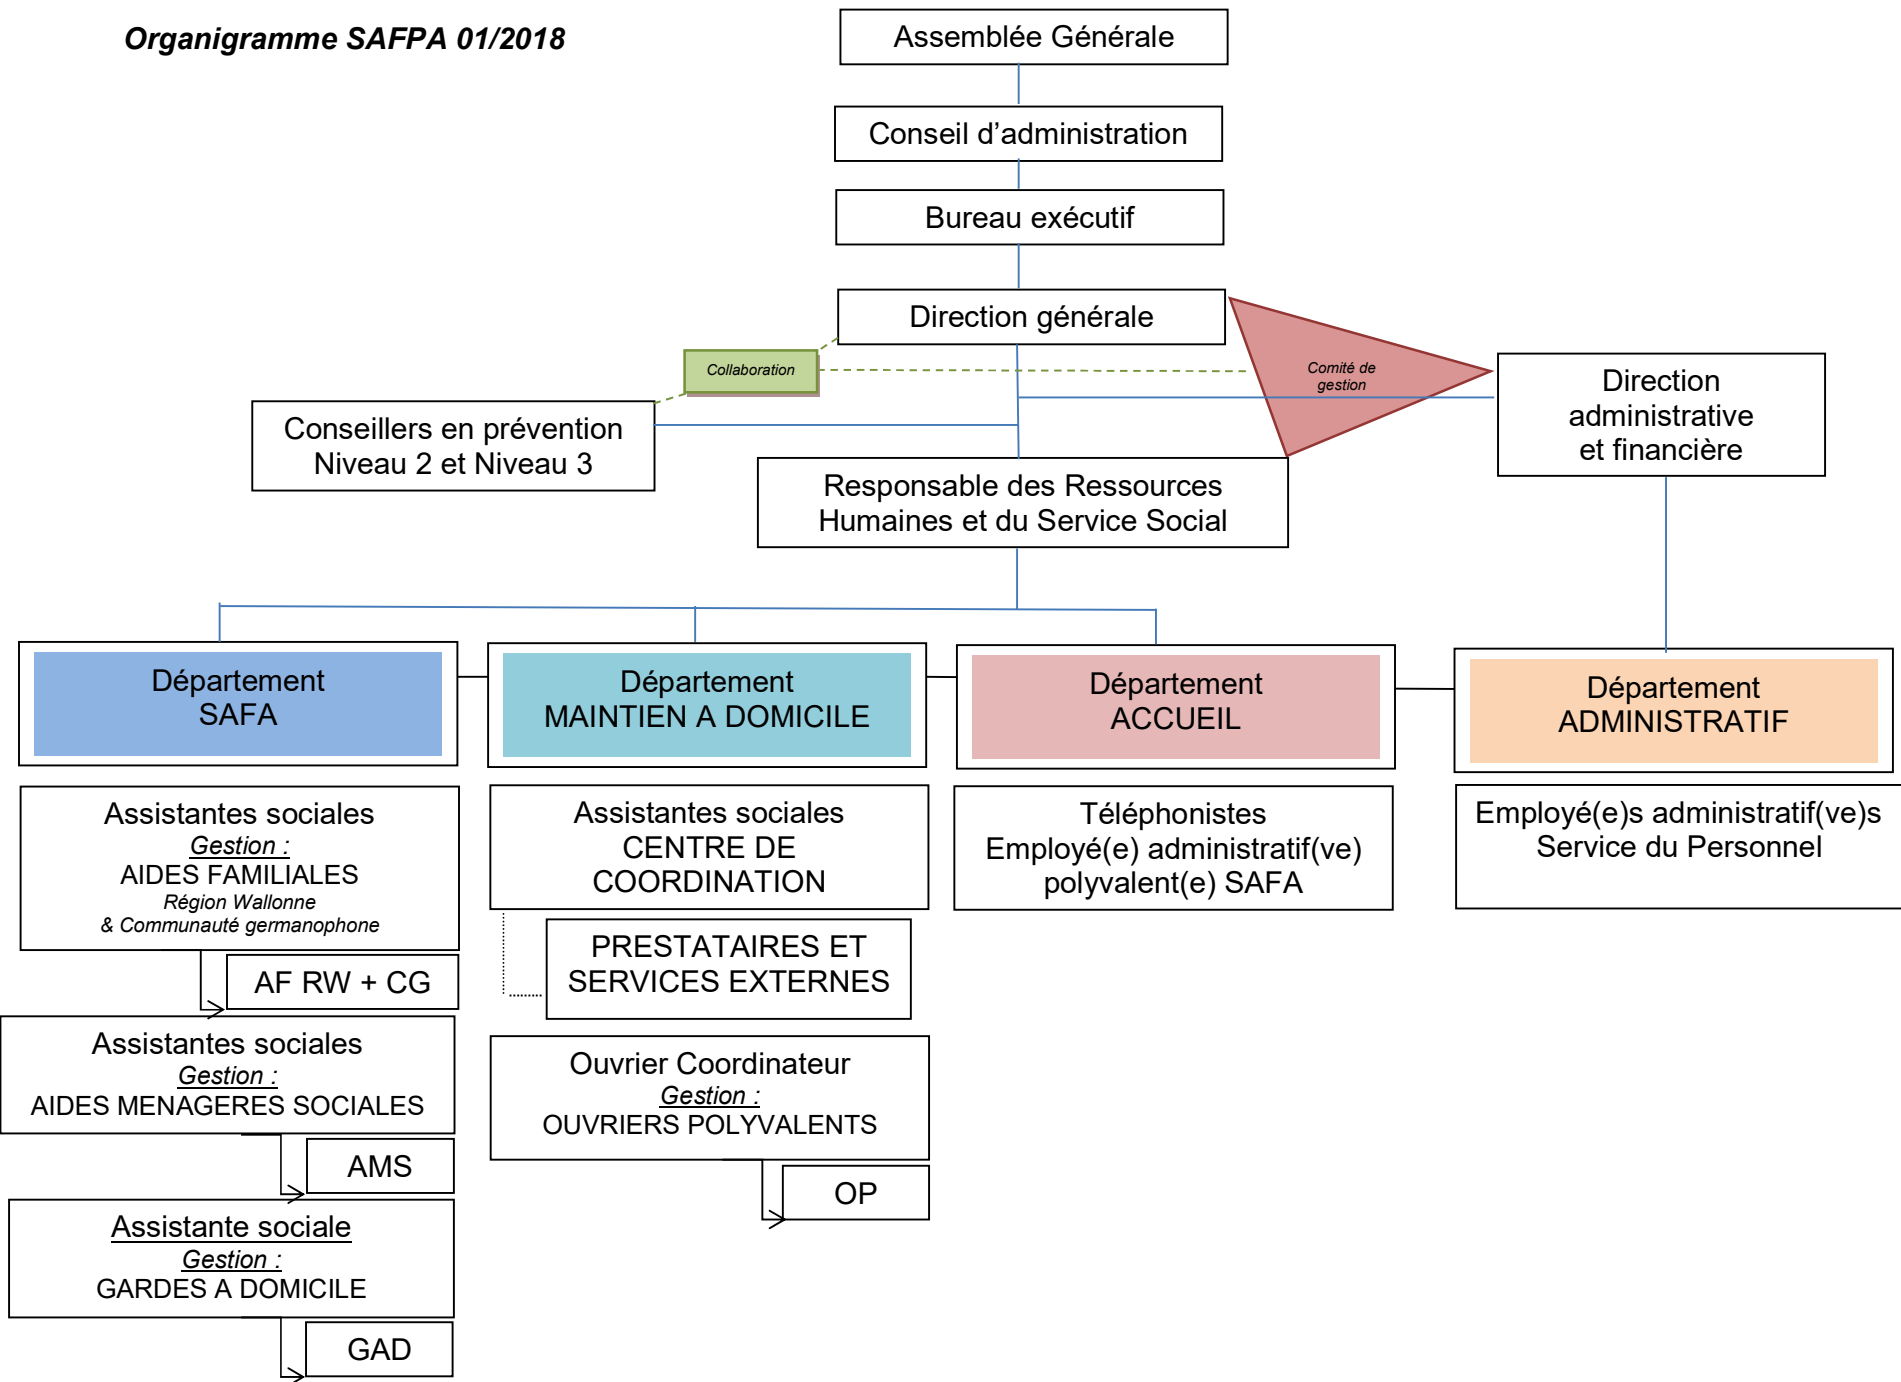 Organigramme SAFPA 01/2018
Assemblée Générale
Conseil d’administration
Bureau exécutif
Direction générale
Collaboration
Comité de
gestion
Direction
administrative
et financière
Conseillers en prévention
Niveau 2 et Niveau 3
Responsable des Ressources
Humaines et du Service Social
Département
SAFA
Département
MAINTIEN A DOMICILE
Département
ACCUEIL
Département
ADMINISTRATIF
Assistantes sociales
Gestion :
AIDES FAMILIALES
Région Wallonne
& Communauté germanophone
AF RW + CG
Assistantes sociales
Gestion :
AIDES MENAGERES SOCIALES
AMS
Assistante sociale
Gestion :
GARDES A DOMICILE
GAD
Assistantes sociales
CENTRE DE
COORDINATION
PRESTATAIRES ET
SERVICES EXTERNES
Ouvrier Coordinateur
Gestion :
OUVRIERS POLYVALENTS
OP
Téléphonistes
Employé(e) administratif(ve)
polyvalent(e) SAFA
Employé(e)s administratif(ve)s
Service du Personnel